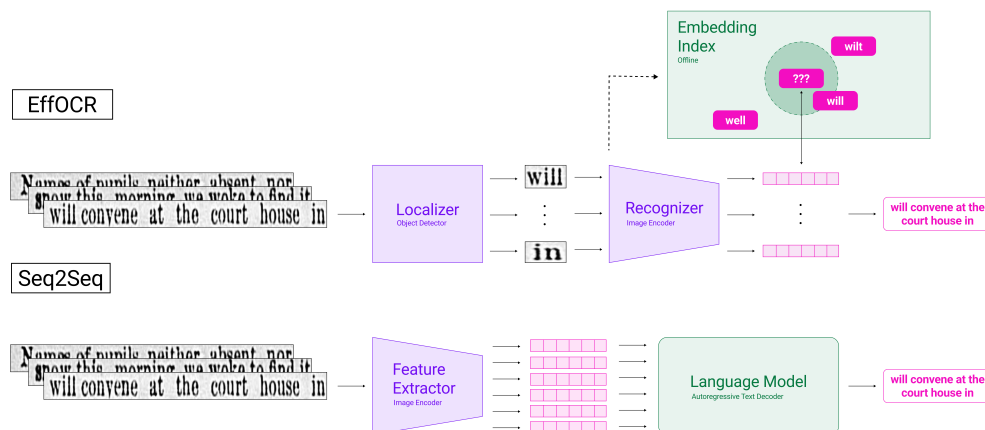 Embedding
Index
Offline
wilt
???
will
well
EffOCR
Names of pupils neither absent nor
snow this morning we woke to find it
will convene at the court house in
Localizer
Object Detector
will
in
Recognizer
Image Encoder
will convene at the
court house in
Seq2Seq
Names of pupils neither absent nor
snow this morning we woke to find it
will convene at the court house in
Feature
Extractor
Image Encoder
Language Model
Autoregressive Text Decoder
will convene at the
court house in